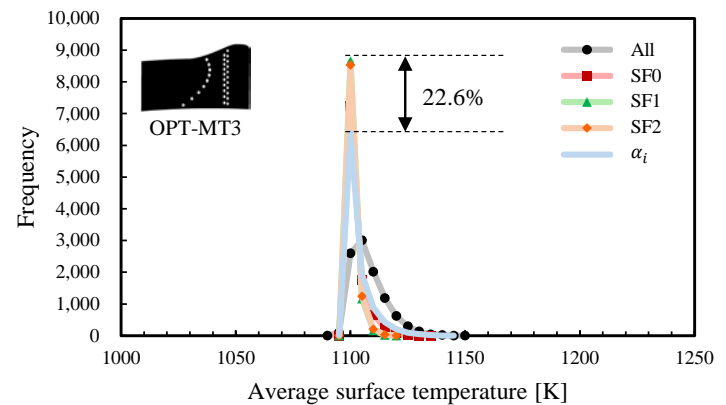 10,000
9,000
8,000
7,000
6,000
5,000
4,000
3,000
2,000
1,000
0
Frequency
OPT-MT3
22.6%
All
SF0
SF1
SF2
αᵢ
1000 1050 1100 1150 1200 1250
Average surface temperature [K]